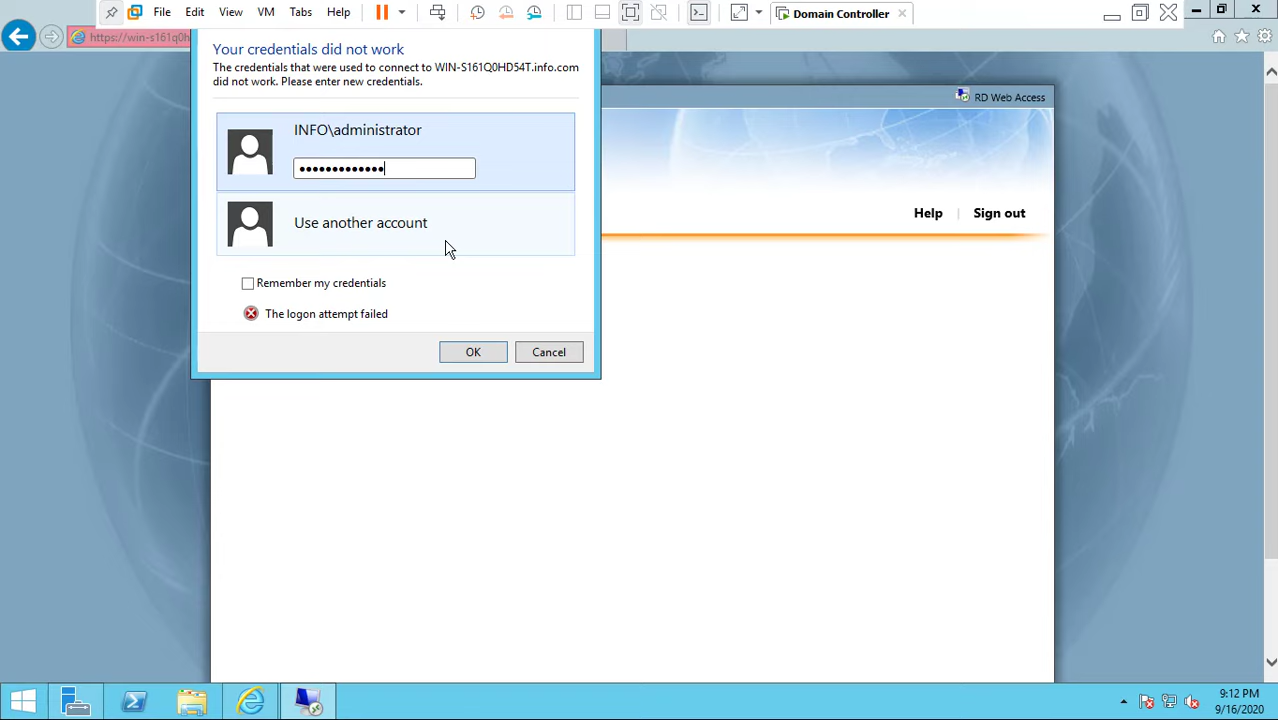 File Edit View VM Tabs Help
Domain Controller
https://win-s161q0h
Your credentials did not work
The credentials that were used to connect to WIN-S161Q0HD54T.info.com
did not work. Please enter new credentials.
INFO\administrator
Use another account
Remember my credentials
The logon attempt failed
OK Cancel
RD Web Access
Help | Sign out
9:12 PM
9/16/2020